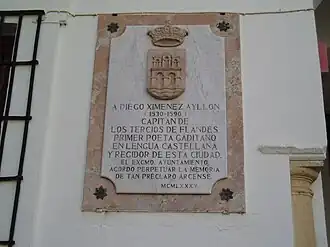 A DIEGO XIMENEZ AYLLON
(1530-1590)
CAPITAN DE
LOS TERCIOS DE FLANDES
PRIMER POETA GADITANO
EN LENGUA CASTELLANA
Y REGIDOR DE ESTA CIUDAD.
EL EXCMO. AYUNTAMIENTO
ACORDO PERPETUAR LA MEMORIA
DE TAN PRECLARO ARCENSE